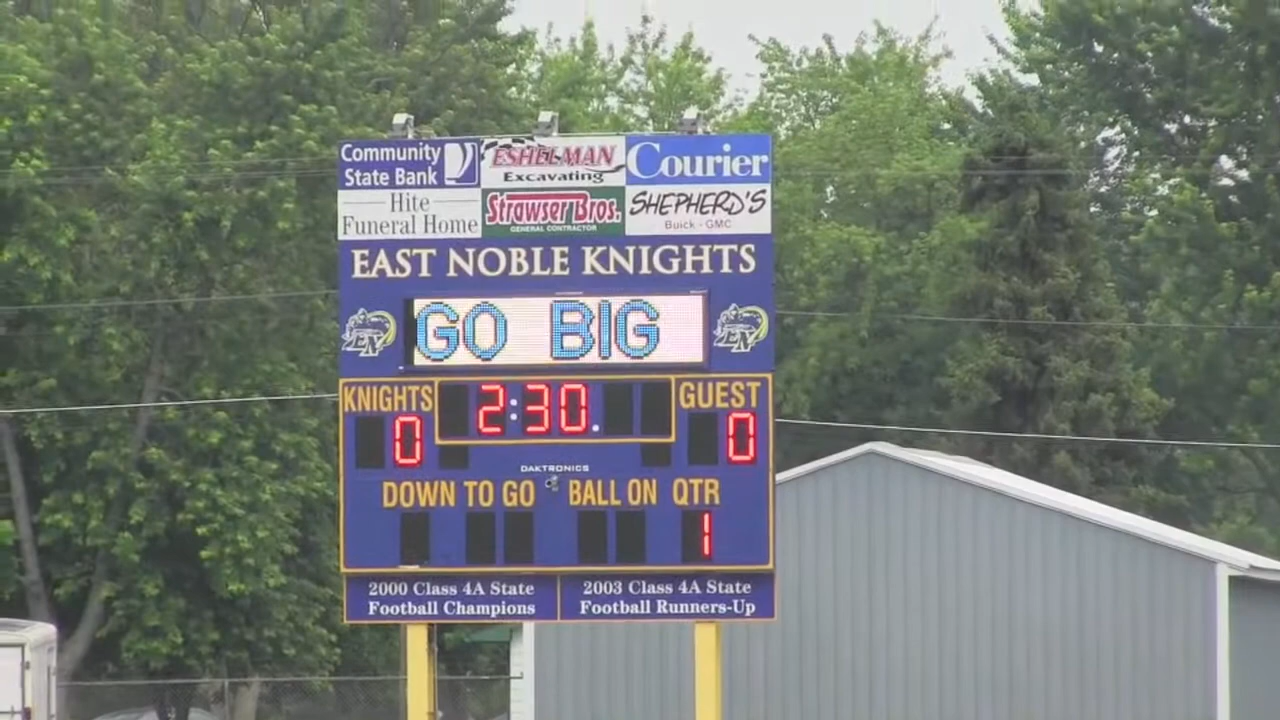 Community
State Bank
ESHELMAN
Excavating
Courier
Hite
Funeral Home
Strawser Bros.
GENERAL CONTRACTOR
SHEPHERD'S
Buick - GMC
EAST NOBLE KNIGHTS
EN
GO BIG
EN
KNIGHTS
2:30.
GUEST
0
0
DAKTRONICS
DOWN TO GO BALL ON QTR
1
2000 Class 4A State
Football Champions
2003 Class 4A State
Football Runners-Up